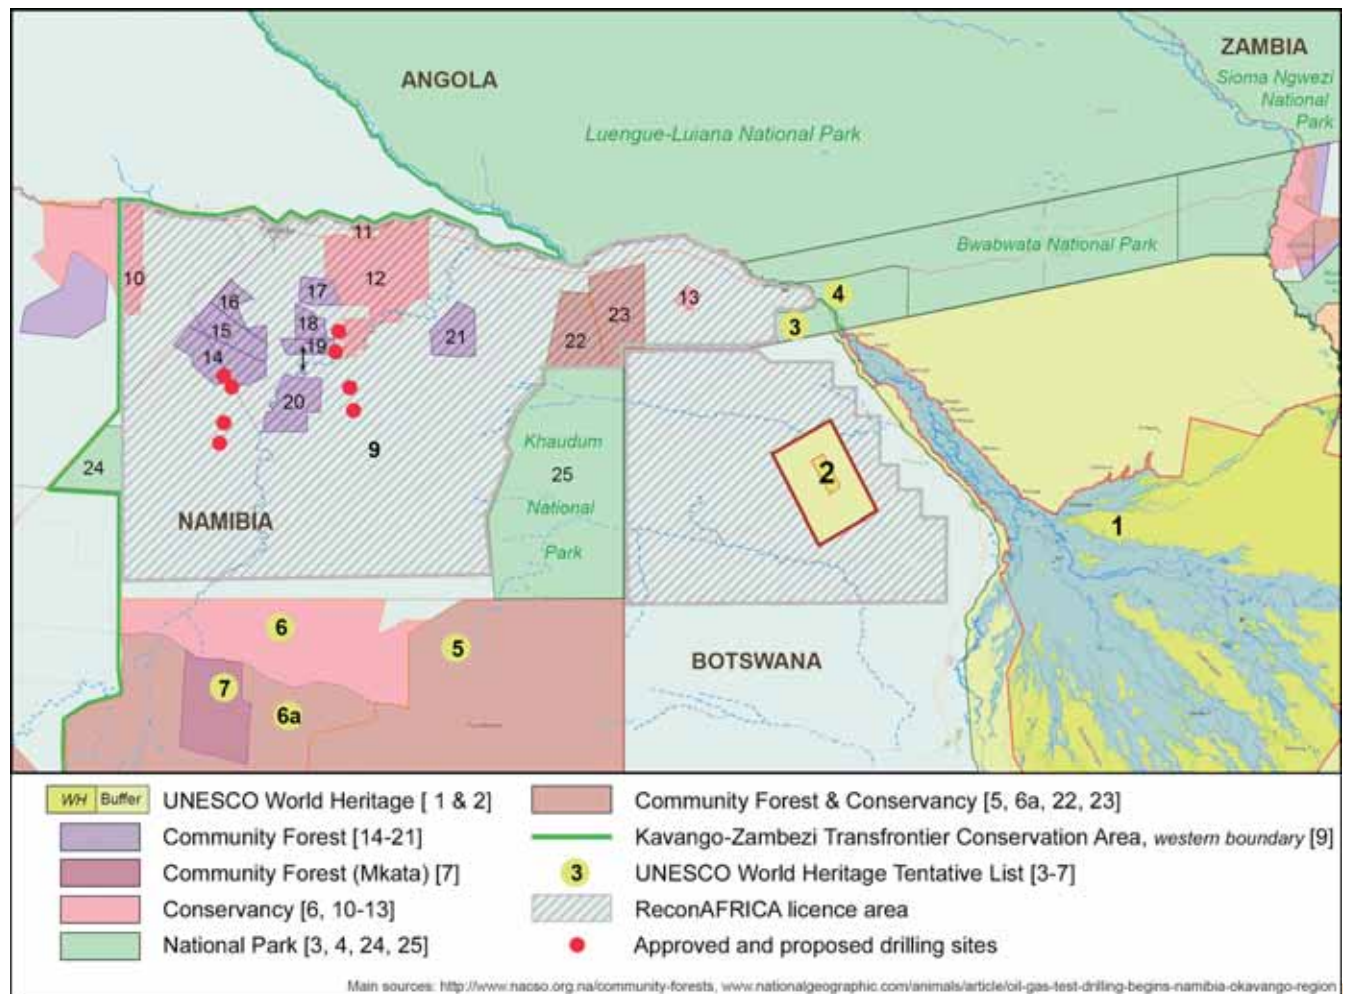 ZAMBIA
Sioma Ngwezi
National
Park
ANGOLA
Luengue-Luiana National Park
Bwabwata National Park
10
11
12
13
16
17
15
18
14
19
21
20
22
23
3
4
9
24
Khaudum
25
National
Park
2
1
NAMIBIA
BOTSWANA
6
5
7
6a
WH Buffer UNESCO World Heritage [ 1 & 2]
Community Forest [14-21]
Community Forest (Mkata) [7]
Conservancy [6, 10-13]
National Park [3, 4, 24, 25]
Community Forest & Conservancy [5, 6a, 22, 23]
Kavango-Zambezi Transfrontier Conservation Area, western boundary [9]
3 UNESCO World Heritage Tentative List [3-7]
ReconAFRICA licence area
Approved and proposed drilling sites
Main sources: http://www.nacso.org.na/community-forests, www.nationalgeographic.com/animals/article/oil-gas-test-drilling-begins-namibia-okavango-region